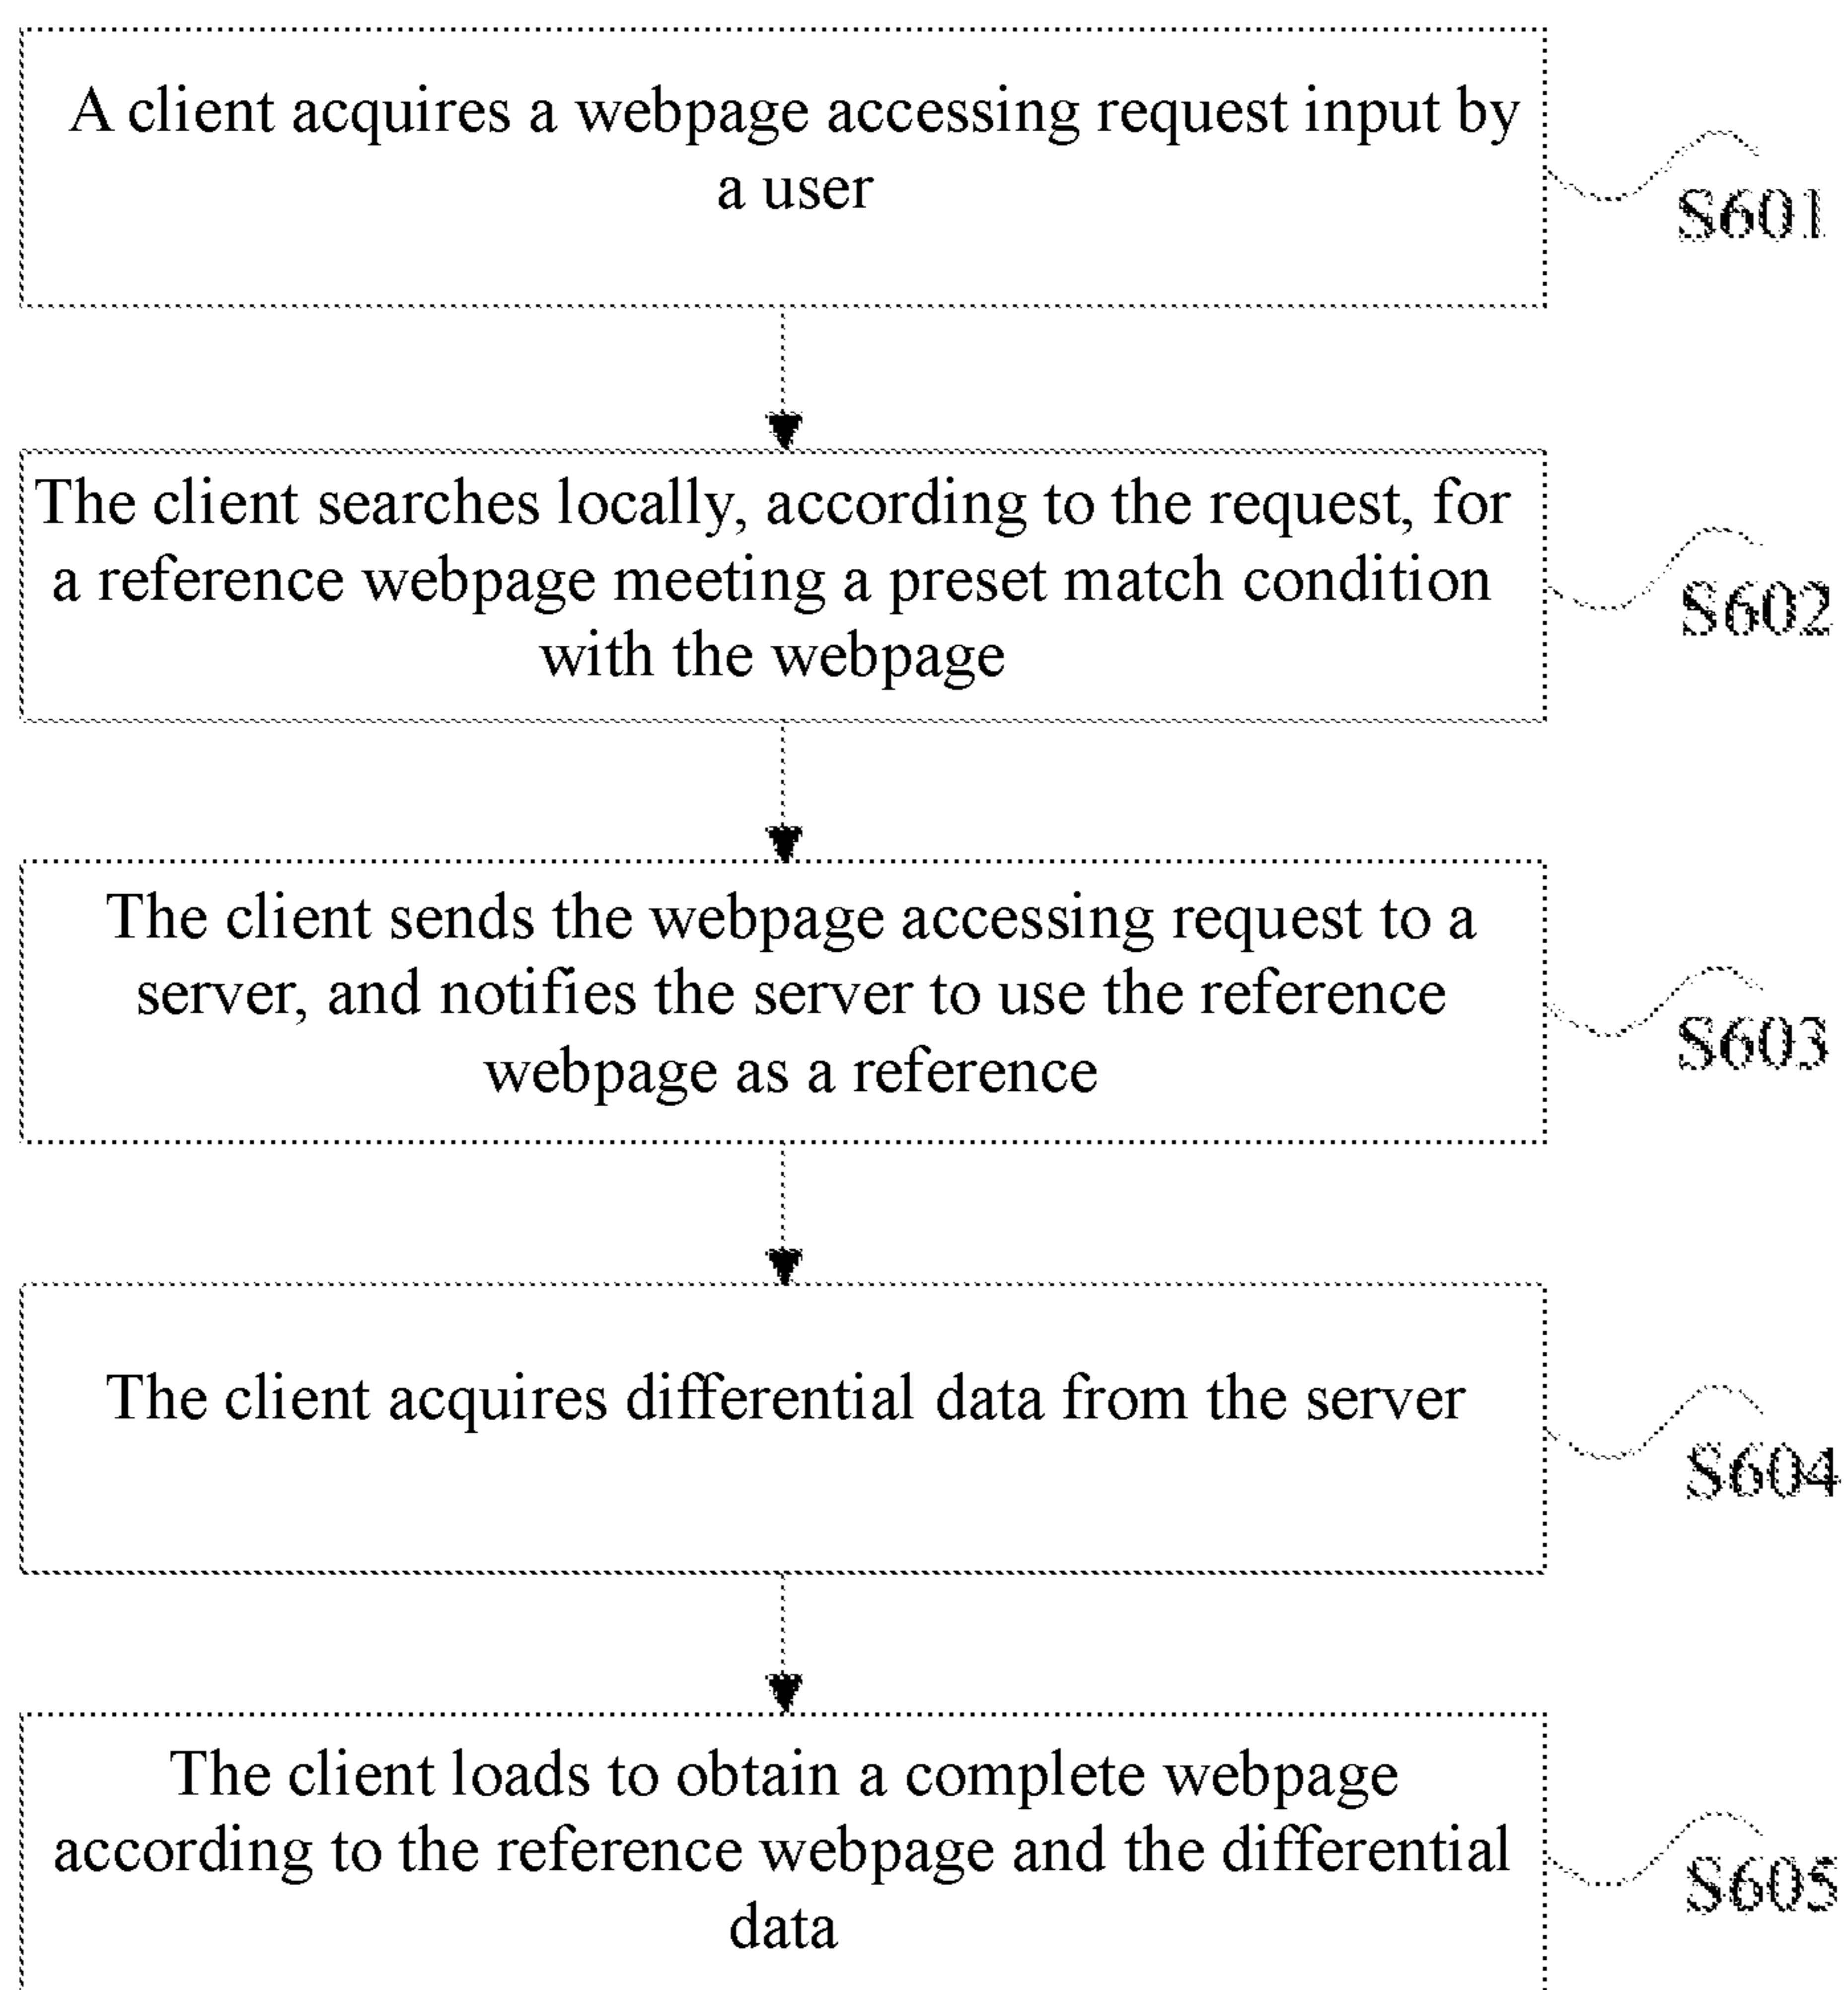 A client acquires a webpage accessing request input by
a user
S601
The client searches locally, according to the request, for
a reference webpage meeting a preset match condition
with the webpage
S602
The client sends the webpage accessing request to a
server, and notifies the server to use the reference
webpage as a reference
S603
The client acquires differential data from the server
S604
The client loads to obtain a complete webpage
according to the reference webpage and the differential
data
S605